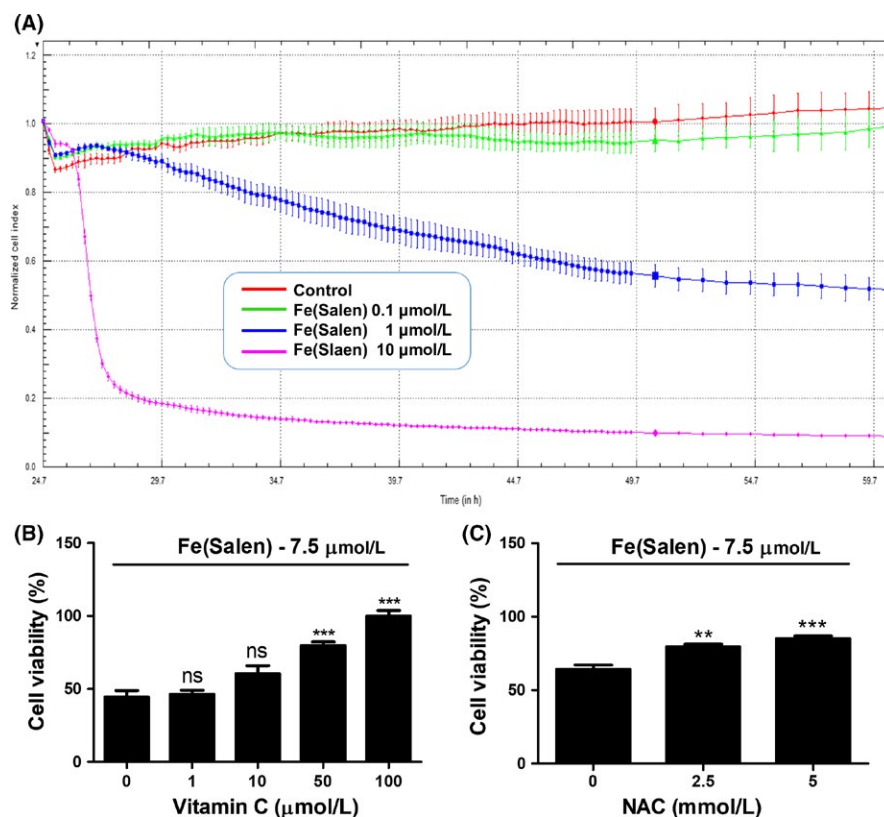 (A)
1.2
1.0
0.8
0.6
0.4
0.2
0.0
Normalized cell index
Control
Fe(Salen) 0.1 μmol/L
Fe(Salen) 1 μmol/L
Fe(Slaen) 10 μmol/L
24.7 29.7 34.7 39.7 44.7 49.7 54.7 59.7
Time (in h)
(B)
Fe(Salen) - 7.5 μmol/L
150
100
50
0
Cell viability (%)
ns
ns
***
***
0 1 10 50 100
Vitamin C (μmol/L)
(C)
Fe(Salen) - 7.5 μmol/L
150
100
50
0
Cell viability (%)
**
***
0 2.5 5
NAC (mmol/L)